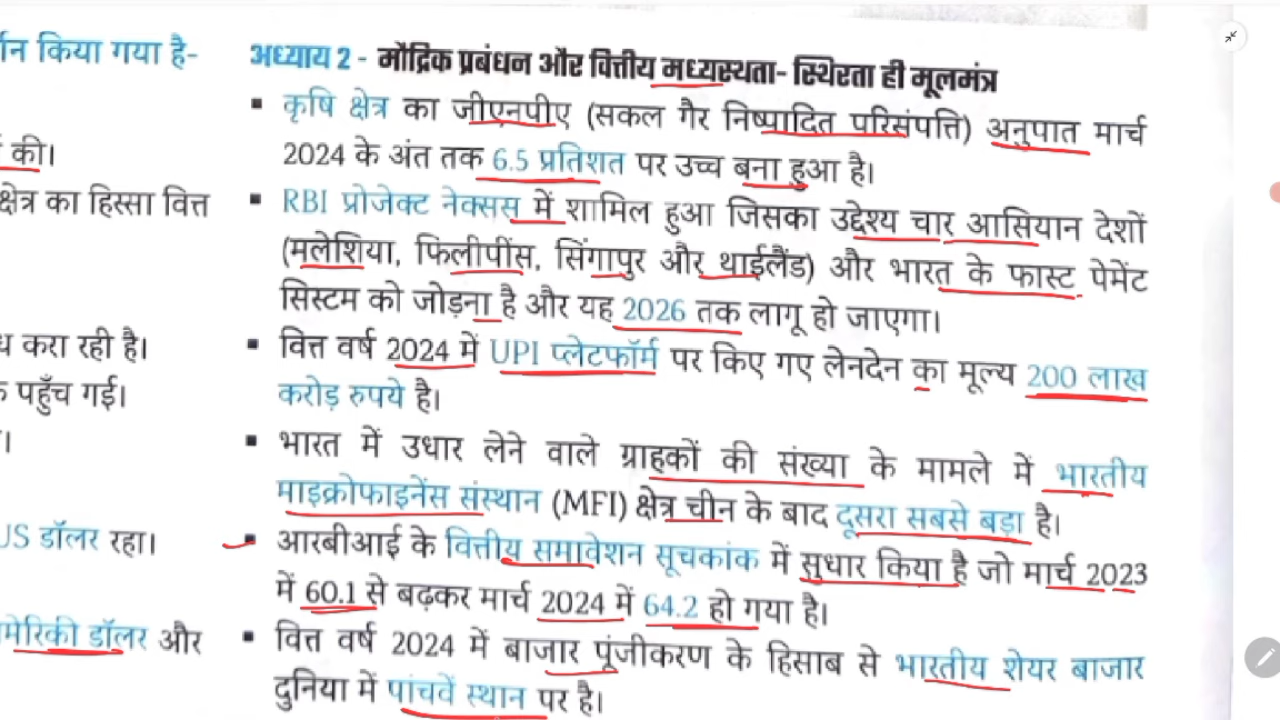 किया गया है-
की।
क्षेत्र का हिस्सा वित्त
करा रही है।
पहुँच गई।
डॉलर रहा।
डॉलर और
अध्याय 2 - मौद्रिक प्रबंधन और वित्तीय मध्यस्थता- स्थिरता ही मूलमंत्र
▪ कृषि क्षेत्र का जीएनपीए (सकल गैर निष्पादित परिसंपत्ति) अनुपात मार्च
2024 के अंत तक 6.5 प्रतिशत पर उच्च बना हुआ है।
▪ RBI प्रोजेक्ट नेक्सस में शामिल हुआ जिसका उद्देश्य चार आसियान देशों
(मलेशिया, फिलीपींस, सिंगापुर और थाईलैंड) और भारत के फास्ट पेमेंट
सिस्टम को जोड़ना है और यह 2026 तक लागू हो जाएगा।
▪ वित्त वर्ष 2024 में UPI प्लेटफॉर्म पर किए गए लेनदेन का मूल्य 200 लाख
करोड़ रुपये है।
▪ भारत में उधार लेने वाले ग्राहकों की संख्या के मामले में भारतीय
माइक्रोफाइनेंस संस्थान (MFI) क्षेत्र चीन के बाद दूसरा सबसे बड़ा है।
▪ आरबीआई के वित्तीय समावेशन सूचकांक में सुधार किया है जो मार्च 2023
में 60.1 से बढ़कर मार्च 2024 में 64.2 हो गया है।
▪ वित्त वर्ष 2024 में बाजार पूंजीकरण के हिसाब से भारतीय शेयर बाजार
दुनिया में पांचवें स्थान पर है।